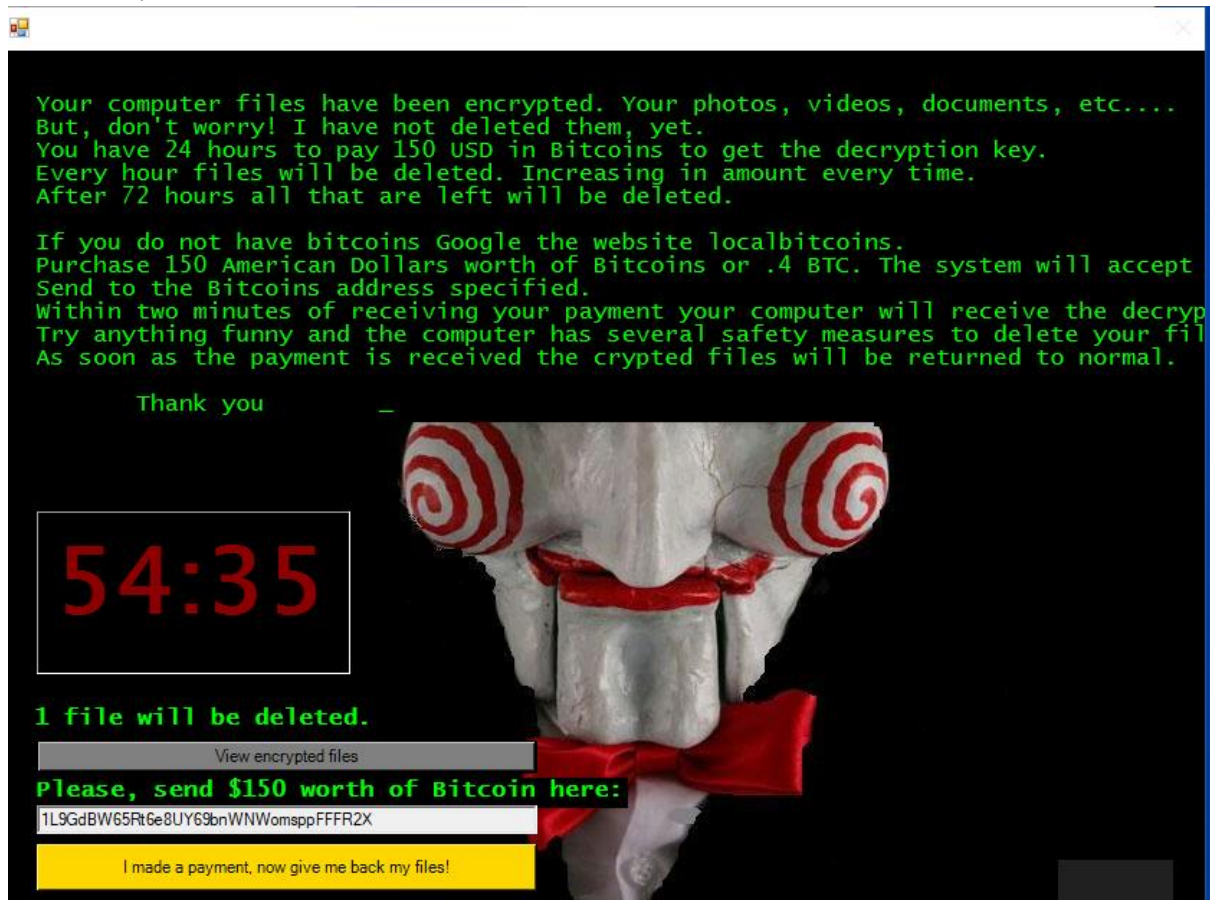 Your computer files have been encrypted. Your photos, videos, documents, etc....
But, don't worry! I have not deleted them, yet.
You have 24 hours to pay 150 USD in Bitcoins to get the decryption key.
Every hour files will be deleted. Increasing in amount every time.
After 72 hours all that are left will be deleted.
If you do not have bitcoins Google the website localbitcoins.
Purchase 150 American Dollars worth of Bitcoins or .4 BTC. The system will accept
Send to the Bitcoins address specified.
Within two minutes of receiving your payment your computer will receive the decryp
Try anything funny and the computer has several safety measures to delete your fil
As soon as the payment is received the crypted files will be returned to normal.
Thank you _
54:35
1 file will be deleted.
View encrypted files
Please, send $150 worth of Bitcoin here:
1L9GdBW65Rt6e8UY69bnWNWomsppFFFR2X
I made a payment, now give me back my files!